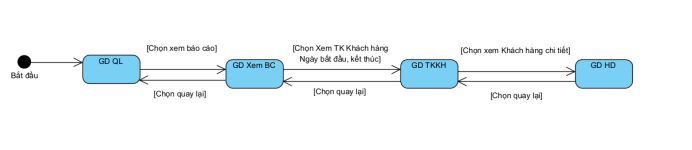 Bắt đầu
GD QL
[Chọn xem báo cáo]
[Chọn quay lại]
GD Xem BC
[Chọn Xem TK Khách hàng
Ngày bắt đầu, kết thúc]
[Chọn quay lại]
GD TKKH
[Chọn xem Khách hàng chi tiết]
[Chọn quay lại]
GD HD